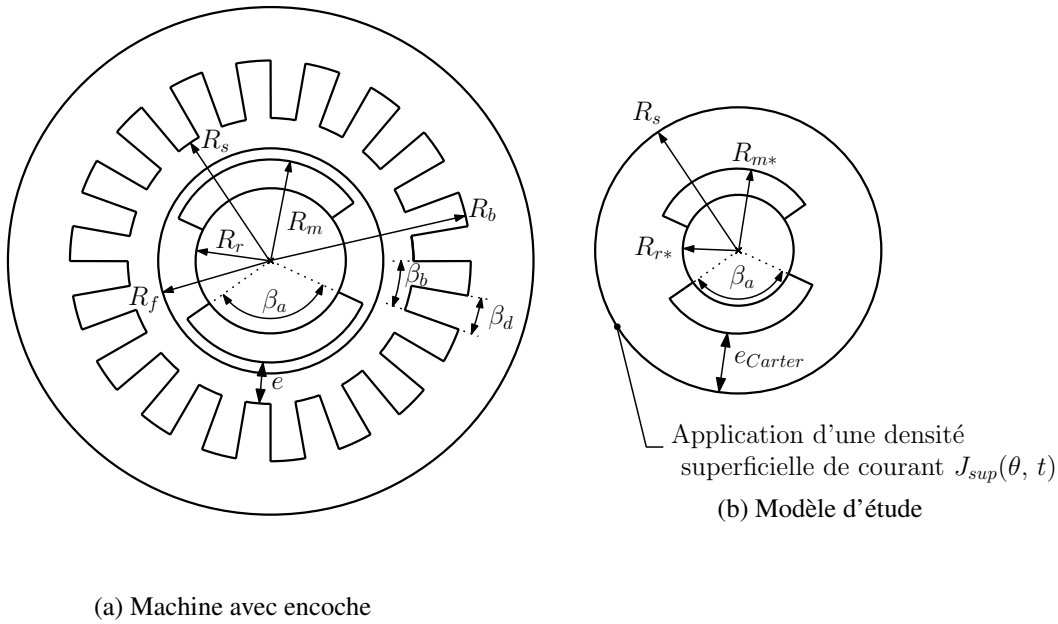 R_s
R_m
R_b
R_r
R_f
β_a
β_b
β_d
e
(a) Machine avec encoche
R_s
R_{m*}
R_{r*}
β_a
e_{Carter}
Application d'une densité
superficielle de courant J_{sup}(θ, t)
(b) Modèle d'étude